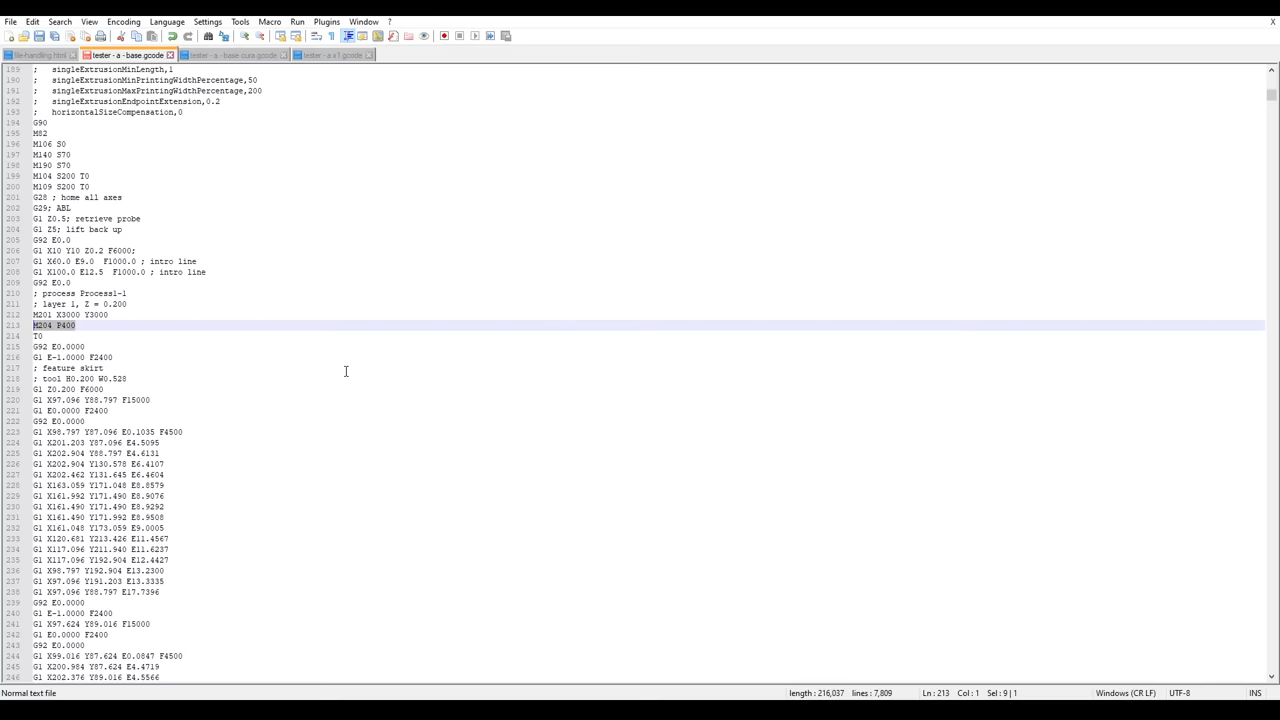 File Edit Search View Encoding Language Settings Tools Macro Run Plugins Window ? X
file-handling.html tester - a - base.gcode tester - a - base cura.gcode tester - a x1.gcode
189 ; singleExtrusionMinLength,1
190 ; singleExtrusionMinPrintingWidthPercentage,50
191 ; singleExtrusionMaxPrintingWidthPercentage,200
192 ; singleExtrusionEndpointExtension,0.2
193 ; horizontalSizeCompensation,0
194 G90
195 M82
196 M106 S0
197 M140 S70
198 M190 S70
199 M104 S200 T0
200 M109 S200 T0
201 G28 ; home all axes
202 G29; ABL
203 G1 Z0.5; retrieve probe
204 G1 Z5; lift back up
205 G92 E0.0
206 G1 X10 Y10 Z0.2 F6000;
207 G1 X60.0 E9.0 F1000.0 ; intro line
208 G1 X100.0 E12.5 F1000.0 ; intro line
209 G92 E0.0
210 ; process Process1-1
211 ; layer 1, Z = 0.200
212 M201 X3000 Y3000
213 M204 P400
214 T0
215 G92 E0.0000
216 G1 E-1.0000 F2400
217 ; feature skirt
218 ; tool H0.200 W0.528
219 G1 Z0.200 F6000
220 G1 X97.096 Y88.797 F15000
221 G1 E0.0000 F2400
222 G92 E0.0000
223 G1 X98.797 Y87.096 E0.1035 F4500
224 G1 X201.203 Y87.096 E4.5095
225 G1 X202.904 Y88.797 E4.6131
226 G1 X202.904 Y130.578 E6.4107
227 G1 X202.462 Y131.645 E6.4604
228 G1 X163.059 Y171.048 E8.8579
229 G1 X161.992 Y171.490 E8.9076
230 G1 X161.490 Y171.490 E8.9292
231 G1 X161.490 Y171.992 E8.9508
232 G1 X161.048 Y173.059 E9.0005
233 G1 X120.681 Y213.426 E11.4567
234 G1 X117.096 Y211.940 E11.6237
235 G1 X117.096 Y192.904 E12.4427
236 G1 X98.797 Y192.904 E13.2300
237 G1 X97.096 Y191.203 E13.3335
238 G1 X97.096 Y88.797 E17.7396
239 G92 E0.0000
240 G1 E-1.0000 F2400
241 G1 X97.624 Y89.016 F15000
242 G1 E0.0000 F2400
243 G92 E0.0000
244 G1 X99.016 Y87.624 E0.0847 F4500
245 G1 X200.984 Y87.624 E4.4719
246 G1 X202.376 Y89.016 E4.5566
Normal text file length : 216,037 lines : 7,809 Ln : 213 Col : 1 Sel : 9 | 1 Windows (CR LF) UTF-8 INS